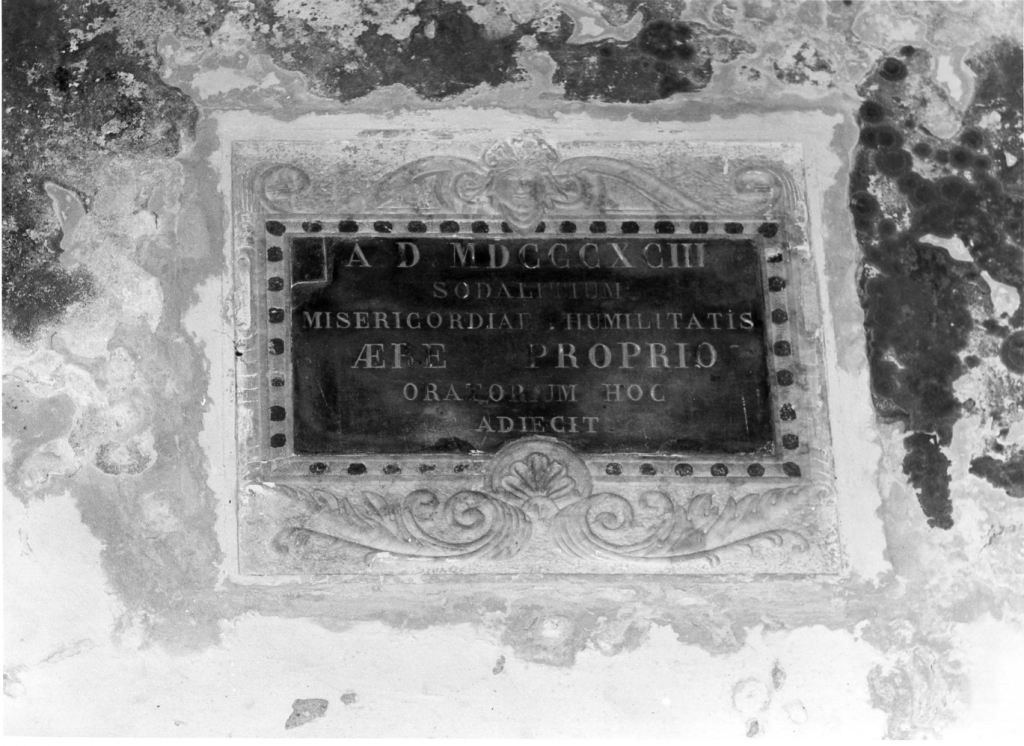 A D MDCCCXCIII
SODALITIUM
MISERICORDIAE HUMILITATIS
ÆRE PROPRIO
ORATORIUM HOC
ADIECIT